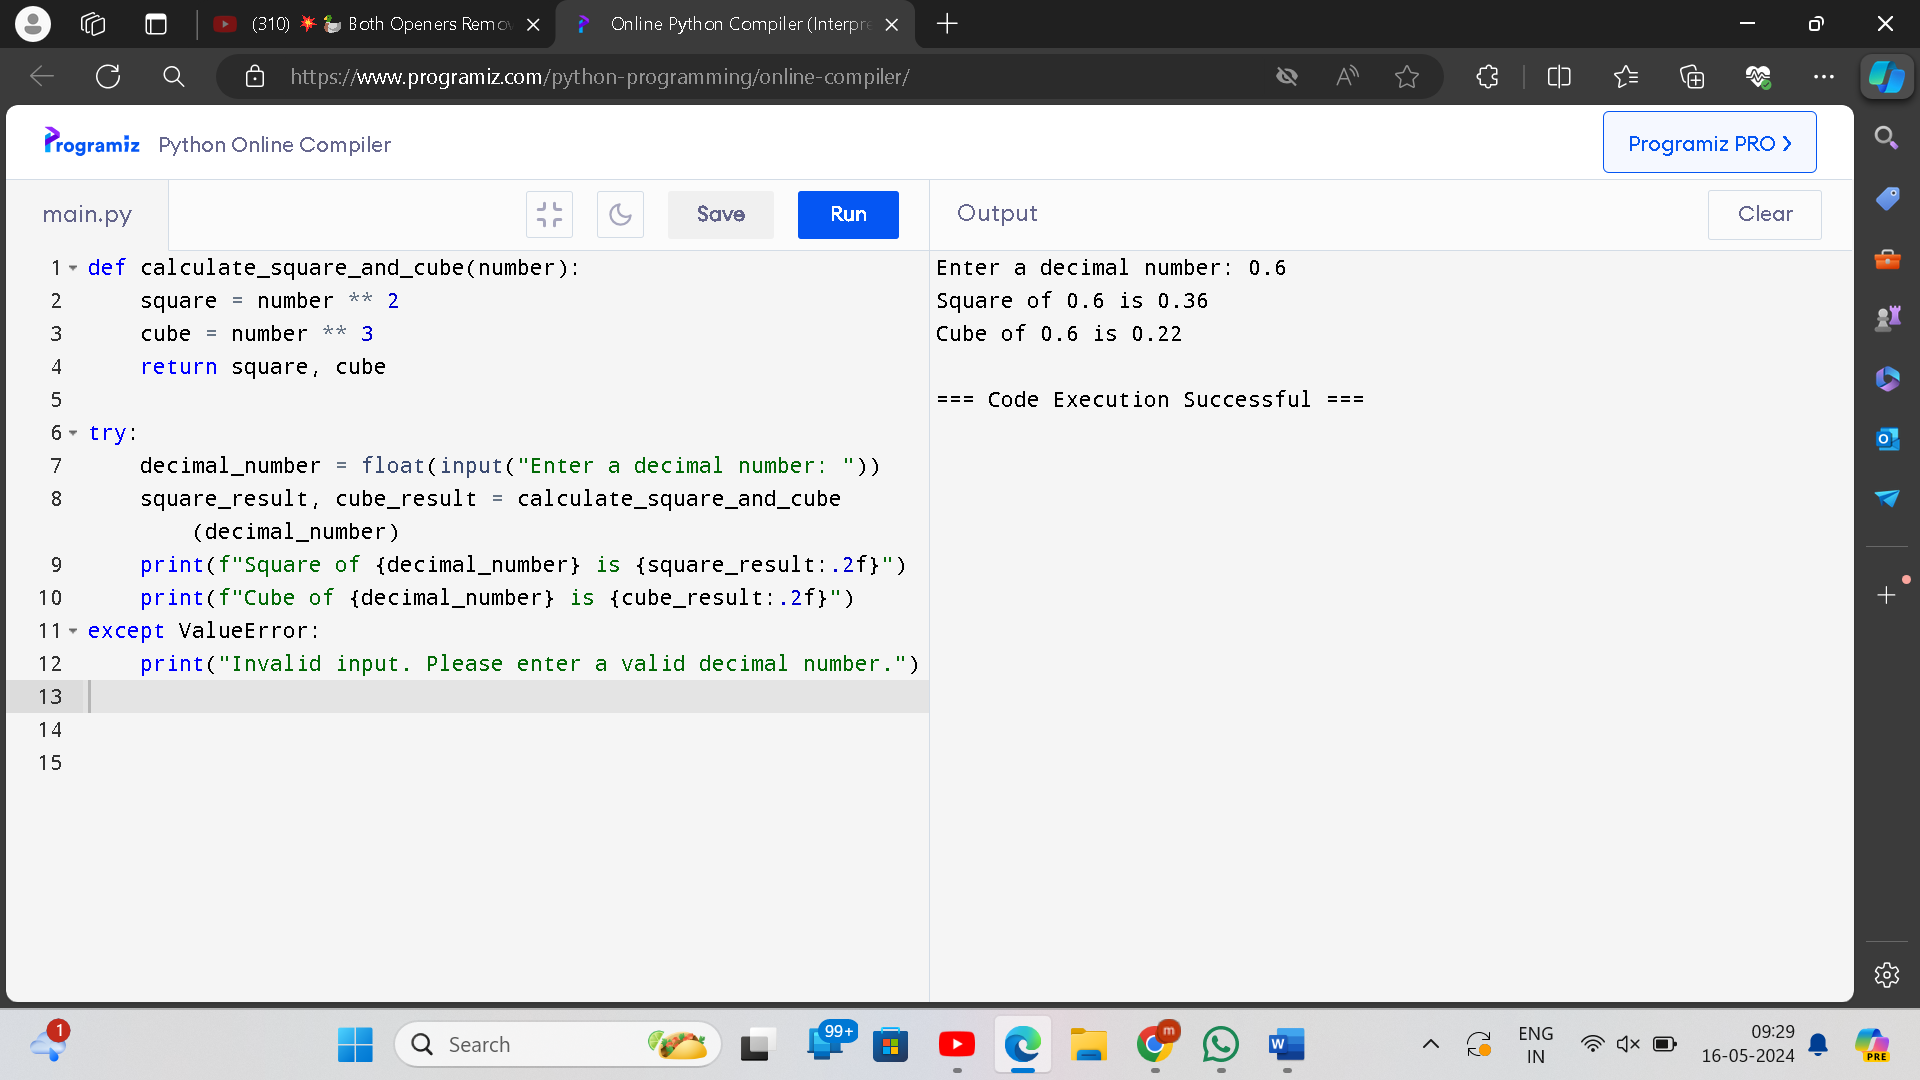 (310) 💥🦆 Both Openers Remov
Online Python Compiler (Interpre
https://www.programiz.com/python-programming/online-compiler/
Programiz Python Online Compiler
Programiz PRO ❯
main.py
Save
Run
Output
Clear
1 def calculate_square_and_cube(number):
2 square = number ** 2
3 cube = number ** 3
4 return square, cube
5
6 try:
7 decimal_number = float(input("Enter a decimal number: "))
8 square_result, cube_result = calculate_square_and_cube
(decimal_number)
9 print(f"Square of {decimal_number} is {square_result:.2f}")
10 print(f"Cube of {decimal_number} is {cube_result:.2f}")
11 except ValueError:
12 print("Invalid input. Please enter a valid decimal number.")
13
14
15
Enter a decimal number: 0.6
Square of 0.6 is 0.36
Cube of 0.6 is 0.22
=== Code Execution Successful ===
1
Search
99+
m
W
ENG
IN
09:29
16-05-2024
PRE